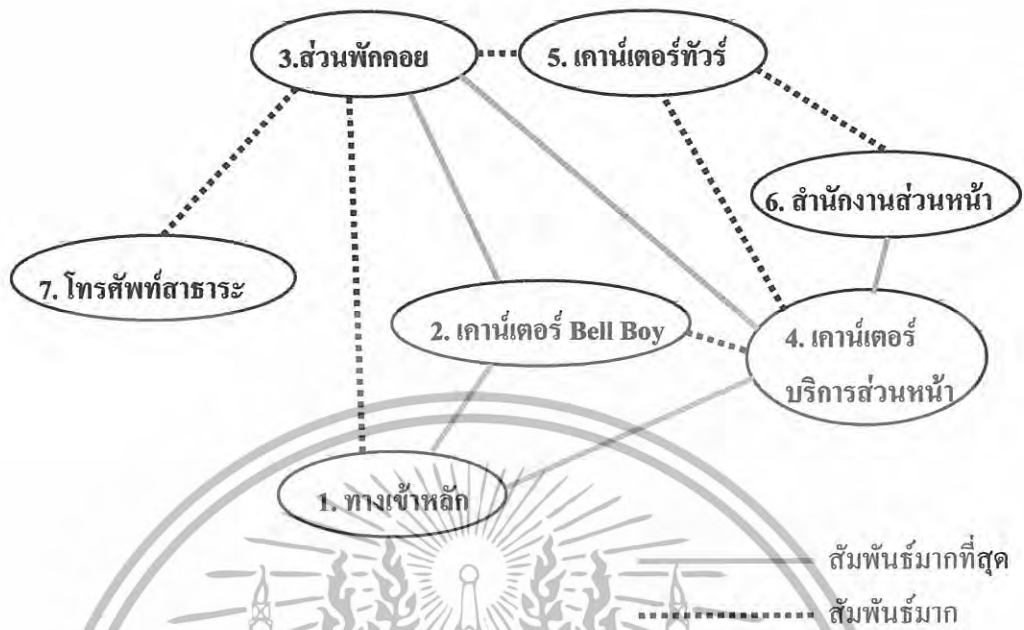 3.ส่วนพักคอย
5. เคาน์เตอร์ทัวร์
6. สำนักงานส่วนหน้า
7. โทรศัพท์สาธาระ
2. เคาน์เตอร์ Bell Boy
4. เคาน์เตอร์
บริการส่วนหน้า
1. ทางเข้าหลัก
สัมพันธ์มากที่สุด
สัมพันธ์มาก